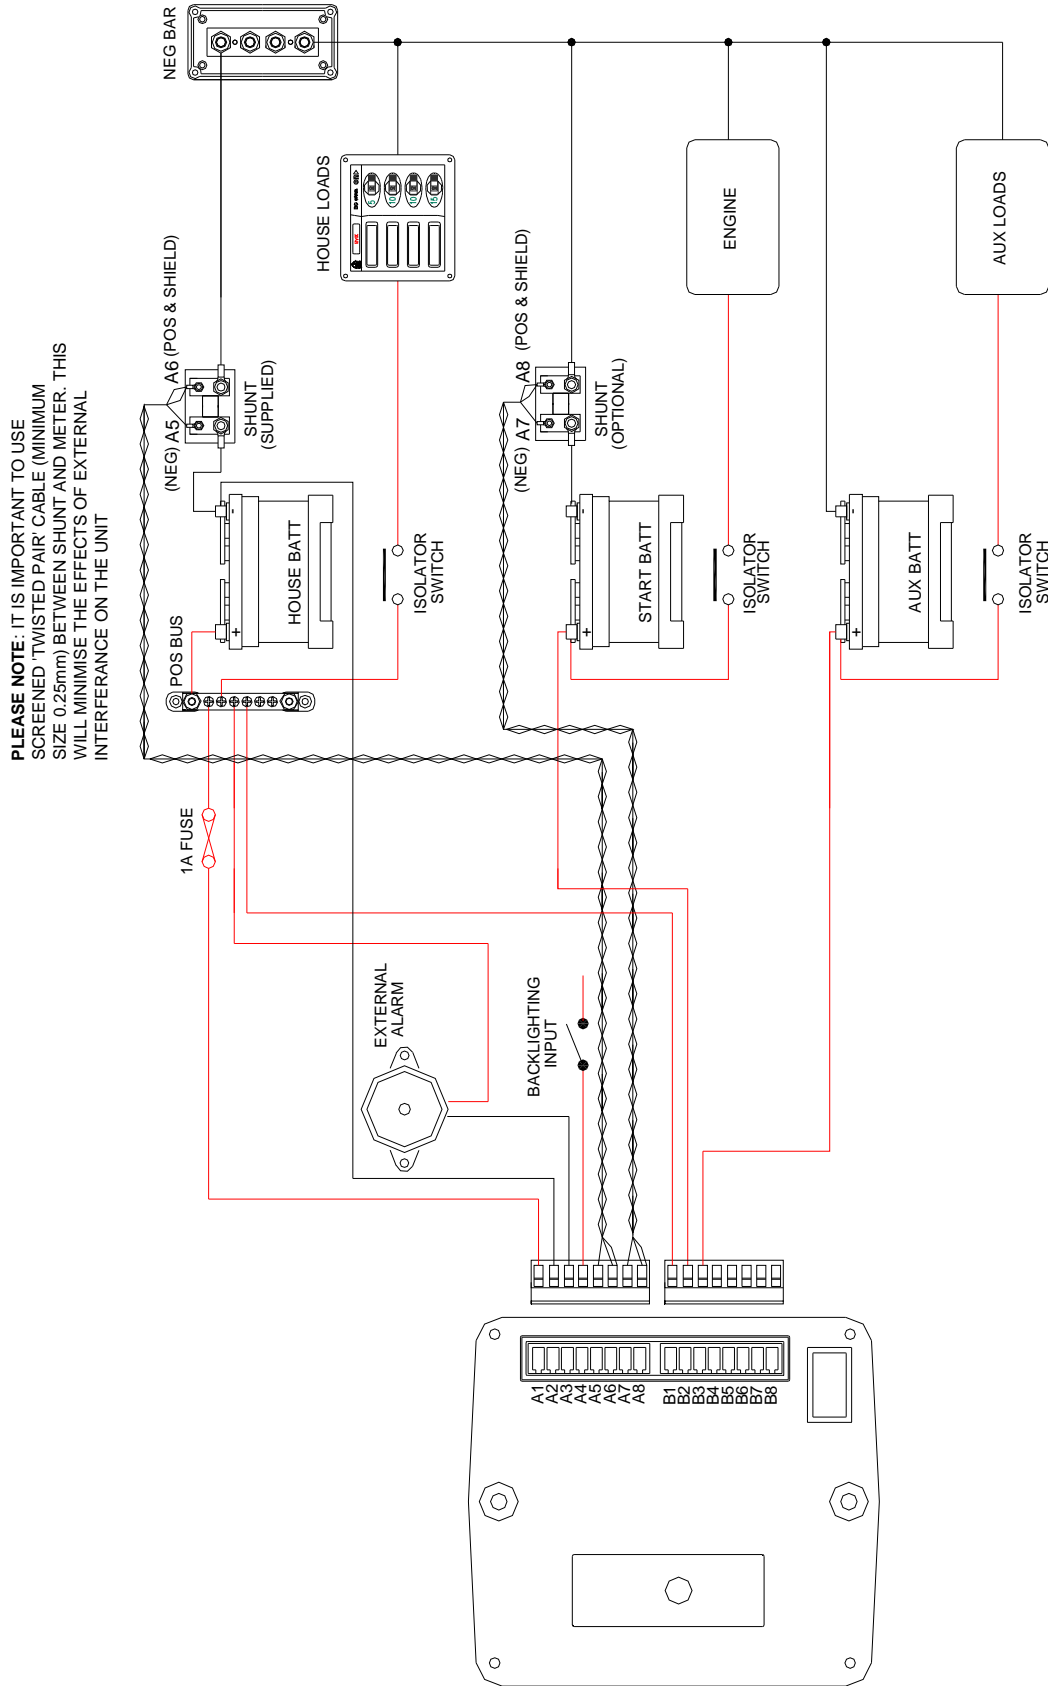 PLEASE NOTE: IT IS IMPORTANT TO USE
SCREENED 'TWISTED PAIR' CABLE (MINIMUM
SIZE 0.25mm) BETWEEN SHUNT AND METER. THIS
WILL MINIMISE THE EFFECTS OF EXTERNAL
INTERFERANCE ON THE UNIT
NEG BAR
HOUSE LOADS
5
10
10
15
(NEG) A5 A6 (POS & SHIELD)
SHUNT
(SUPPLIED)
ENGINE
AUX LOADS
(NEG) A7 A8 (POS & SHIELD)
SHUNT
(OPTIONAL)
POS BUS
+ -
HOUSE BATT
ISOLATOR
SWITCH
+ -
START BATT
ISOLATOR
SWITCH
+ -
AUX BATT
ISOLATOR
SWITCH
1A FUSE
EXTERNAL
ALARM
BACKLIGHTING
INPUT
A1
A2
A3
A4
A5
A6
A7
A8
B1
B2
B3
B4
B5
B6
B7
B8